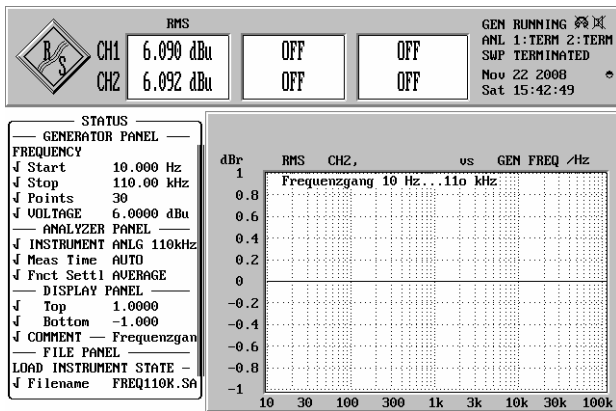 RMS
R
S
CH1 6.090 dBu OFF OFF
CH2 6.092 dBu OFF OFF
GEN RUNNING
ANL 1:TERM 2:TERM
SWP TERMINATED
Nov 22 2008
Sat 15:42:49
STATUS
GENERATOR PANEL
FREQUENCY
Start 10.000 Hz
Stop 110.00 kHz
Points 30
VOLTAGE 6.0000 dBu
ANALYZER PANEL
INSTRUMENT ANLG 110kHz
Meas Time AUTO
Fnct Settl AVERAGE
DISPLAY PANEL
Top 1.0000
Bottom -1.000
COMMENT — Frequenzgan
FILE PANEL
LOAD INSTRUMENT STATE -
Filename FREQ110K.SA
dBr RMS CH2, vs GEN FREQ /Hz
Frequenzgang 10 Hz...11o kHz
1
0.8
0.6
0.4
0.2
0
-0.2
-0.4
-0.6
-0.8
-1
10 30 100 300 1k 3k 10k 30k 100k